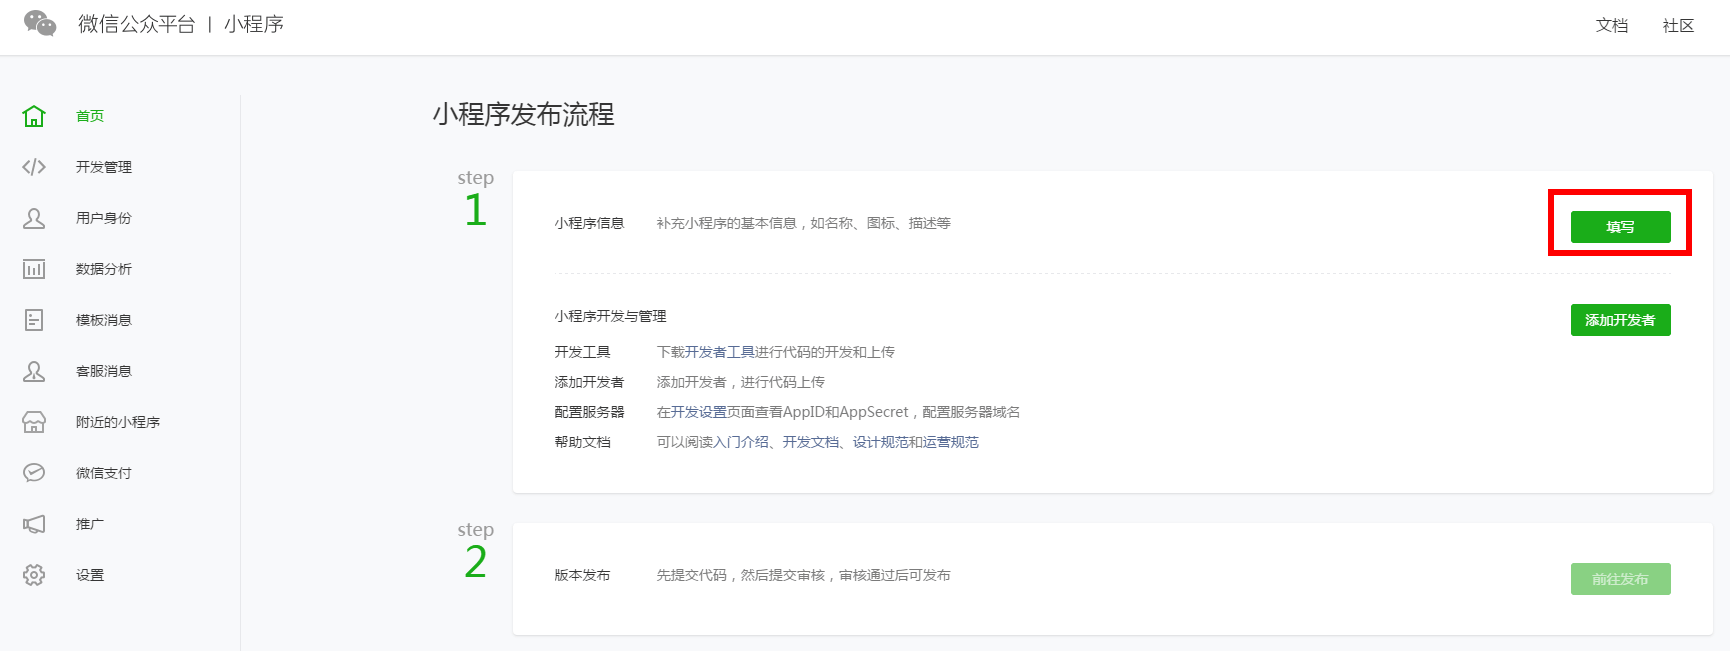 微信公众平台 | 小程序
文档 社区
首页
开发管理
用户身份
数据分析
模板消息
客服消息
附近的小程序
微信支付
推广
设置
小程序发布流程
step
1
小程序信息 补充小程序的基本信息，如名称、图标、描述等
填写
小程序开发与管理
添加开发者
开发工具 下载开发者工具进行代码的开发和上传
添加开发者 添加开发者，进行代码上传
配置服务器 在开发设置页面查看AppID和AppSecret，配置服务器域名
帮助文档 可以阅读入门介绍、开发文档、设计规范和运营规范
step
2
版本发布 先提交代码，然后提交审核，审核通过后可发布
前往发布